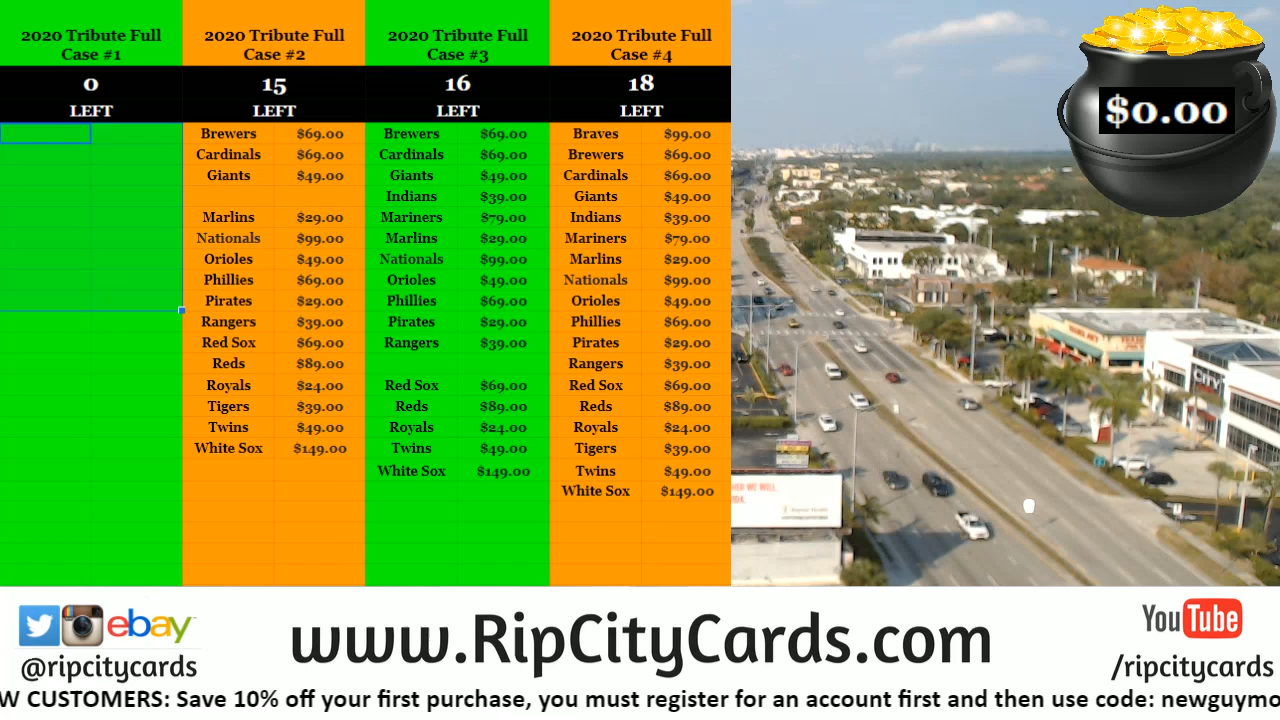 2020 Tribute Full Case #1
0
LEFT
2020 Tribute Full Case #2
15
LEFT
Brewers $69.00
Cardinals $69.00
Giants $49.00
Marlins $29.00
Nationals $99.00
Orioles $49.00
Phillies $69.00
Pirates $29.00
Rangers $39.00
Red Sox $69.00
Reds $89.00
Royals $24.00
Tigers $39.00
Twins $49.00
White Sox $149.00
2020 Tribute Full Case #3
16
LEFT
Brewers $69.00
Cardinals $69.00
Giants $49.00
Indians $39.00
Mariners $79.00
Marlins $29.00
Nationals $99.00
Orioles $49.00
Phillies $69.00
Pirates $29.00
Rangers $39.00
Red Sox $69.00
Reds $89.00
Royals $24.00
Twins $49.00
White Sox $149.00
2020 Tribute Full Case #4
18
LEFT
Braves $99.00
Brewers $69.00
Cardinals $69.00
Giants $49.00
Indians $39.00
Mariners $79.00
Marlins $29.00
Nationals $99.00
Orioles $49.00
Phillies $69.00
Pirates $29.00
Rangers $39.00
Red Sox $69.00
Reds $89.00
Royals $24.00
Tigers $39.00
Twins $49.00
White Sox $149.00
$0.00
CITY
WE WILL
ebay
@ripcitycards
www.RipCityCards.com
YouTube
/ripcitycards
W CUSTOMERS: Save 10% off your first purchase, you must register for an account first and then use code: newguymo